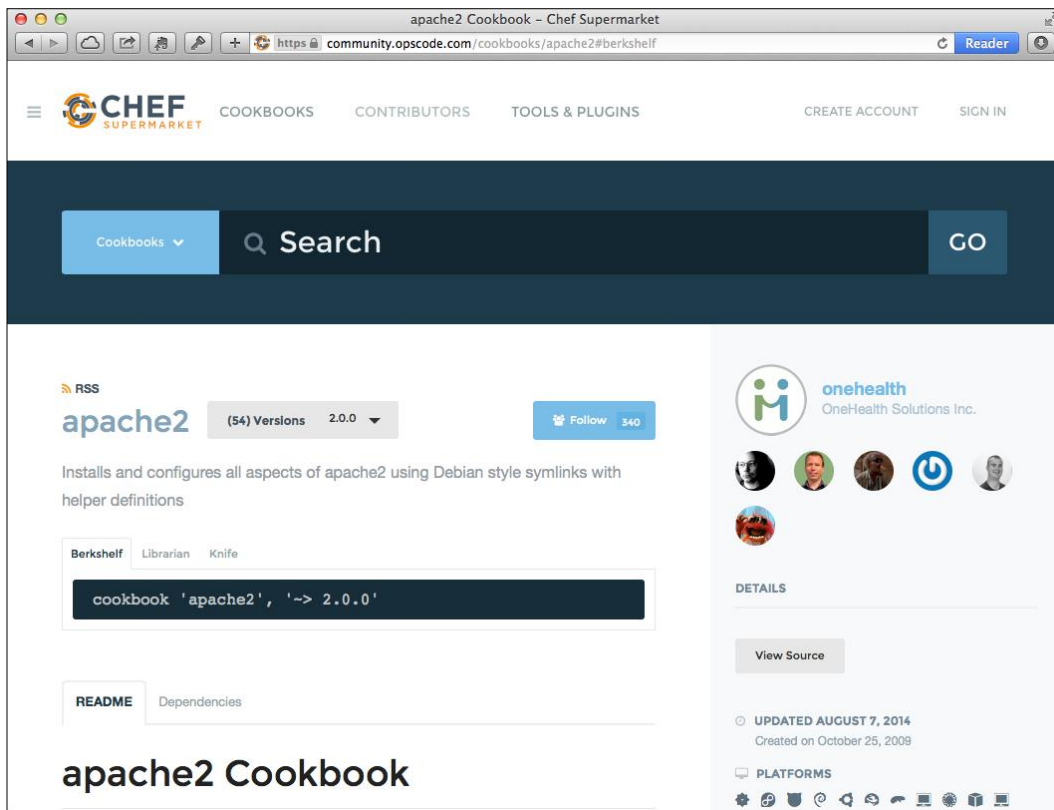 apache2 Cookbook – Chef Supermarket
https community.opscode.com/cookbooks/apache2#berkshelf
Reader
CHEF
SUPERMARKET
COOKBOOKS
CONTRIBUTORS
TOOLS & PLUGINS
CREATE ACCOUNT
SIGN IN
Cookbooks
Search
GO
RSS
apache2
(54) Versions 2.0.0
Follow 340
Installs and configures all aspects of apache2 using Debian style symlinks with
helper definitions
Berkshelf
Librarian
Knife
cookbook 'apache2', '~> 2.0.0'
README
Dependencies
apache2 Cookbook
onehealth
OneHealth Solutions Inc.
DETAILS
View Source
UPDATED AUGUST 7, 2014
Created on October 25, 2009
PLATFORMS